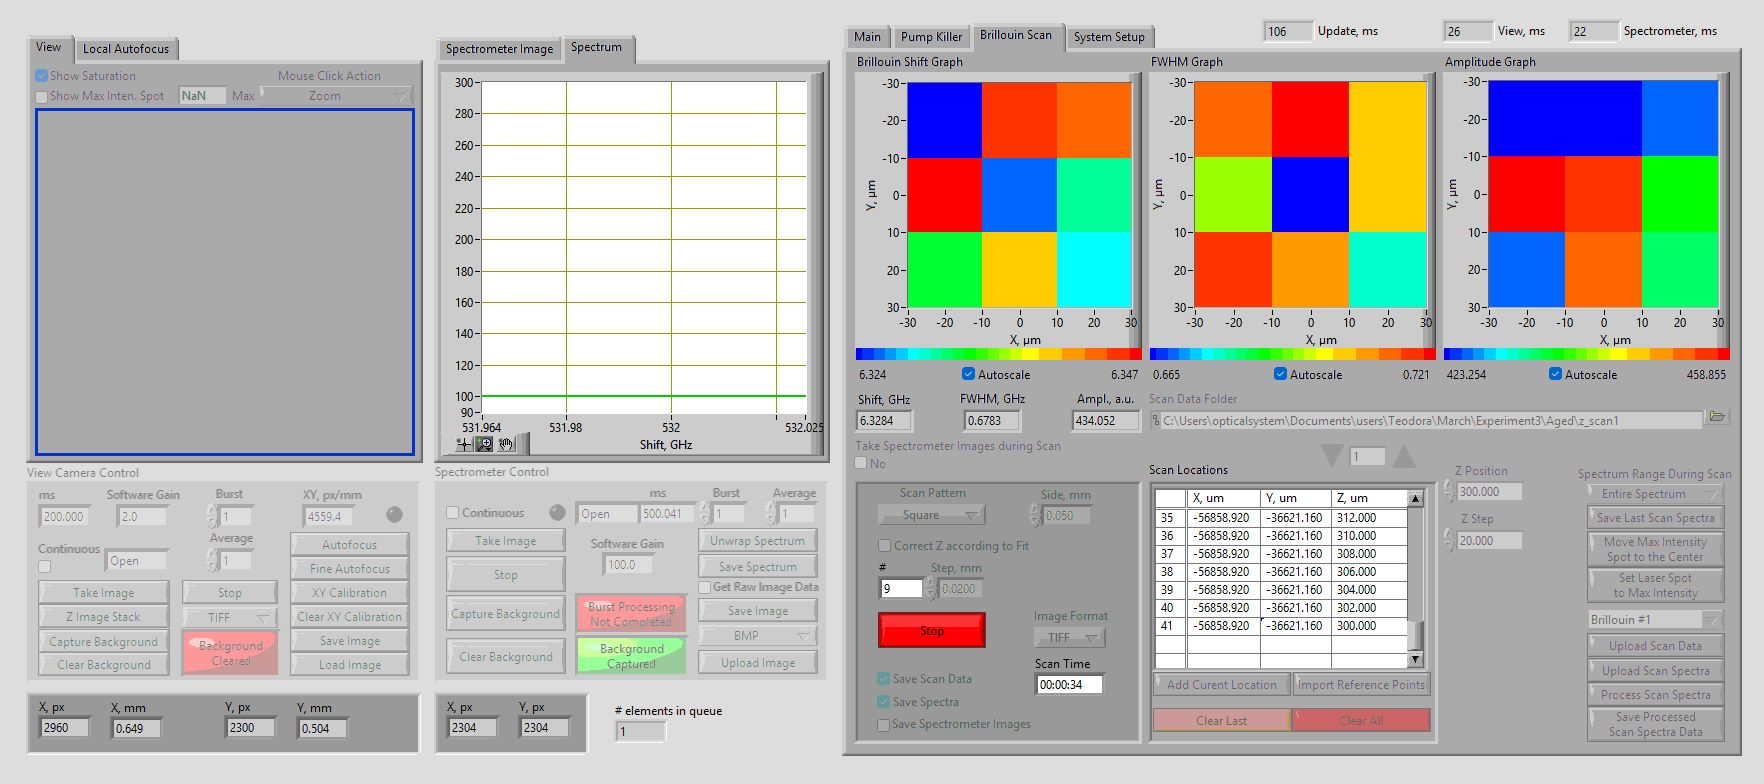 View
Local Autofocus
Show Saturation
Mouse Click Action
Show Max Inten. Spot
NaN
Max
Zoom
Spectrometer Image
Spectrum
300
280
260
240
220
200
180
160
140
120
100
90
531.964
531.98
532
532.025
Shift, GHz
Main
Pump Killer
Brillouin Scan
System Setup
106
Update, ms
26
View, ms
22
Spectrometer, ms
Brillouin Shift Graph
-30
-20
-10
0
10
20
30
Y, µm
-30
-20
-10
0
10
20
30
X, µm
6.324
Autoscale
6.347
FWHM Graph
-30
-20
-10
0
10
20
30
Y, µm
-30
-20
-10
0
10
20
30
X, µm
0.665
Autoscale
0.721
Amplitude Graph
-30
-20
-10
0
10
20
30
Y, µm
-30
-20
-10
0
10
20
30
X, µm
423.254
Autoscale
458.855
Shift, GHz
6.3284
FWHM, GHz
0.6783
Ampl., a.u.
434.052
Scan Data Folder
C:\Users\opticalsystem\Documents\users\Teodora\March\Experiment3\Aged\z_scan1
Take Spectrometer Images during Scan
No
1
View Camera Control
ms
200.000
Software Gain
2.0
Burst
1
XY, px/mm
4559.4
Continuous
Open
Average
1
Take Image
Z Image Stack
Capture Background
Clear Background
Stop
TIFF
Background
Cleared
Autofocus
Fine Autofocus
XY Calibration
Clear XY Calibration
Save Image
Load Image
X, px
2960
X, mm
0.649
Y, px
2300
Y, mm
0.504
Spectrometer Control
Continuous
Open
ms
500.041
Burst
1
Average
1
Take Image
Stop
Capture Background
Clear Background
Software Gain
100.0
Burst Processing
Not Completed
Background
Captured
Unwrap Spectrum
Save Spectrum
Get Raw Image Data
Save Image
BMP
Upload Image
X, px
2304
Y, px
2304
# elements in queue
1
Scan Pattern
Square
Side, mm
0.050
Correct Z according to Fit
#
9
Step, mm
0.0200
Stop
Image Format
TIFF
Scan Time
00:00:34
Save Scan Data
Save Spectra
Save Spectrometer Images
Scan Locations
X, um Y, um Z, um
35 -56858.920 -36621.160 312.000
36 -56858.920 -36621.160 310.000
37 -56858.920 -36621.160 308.000
38 -56858.920 -36621.160 306.000
39 -56858.920 -36621.160 304.000
40 -56858.920 -36621.160 302.000
41 -56858.920 -36621.160 300.000
Add Curent Location
Import Reference Points
Clear Last
Clear All
Z Position
300.000
Z Step
20.000
Spectrum Range During Scan
Entire Spectrum
Save Last Scan Spectra
Move Max Intensity
Spot to the Center
Set Laser Spot
to Max Intensity
Brillouin #1
Upload Scan Data
Upload Scan Spectra
Process Scan Spectra
Save Processed
Scan Spectra Data